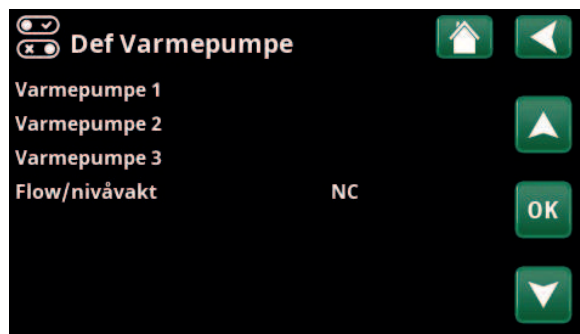 Def Varmepumpe
Varmepumpe 1
Varmepumpe 2
Varmepumpe 3
Flow/nivåvakt NC
OK